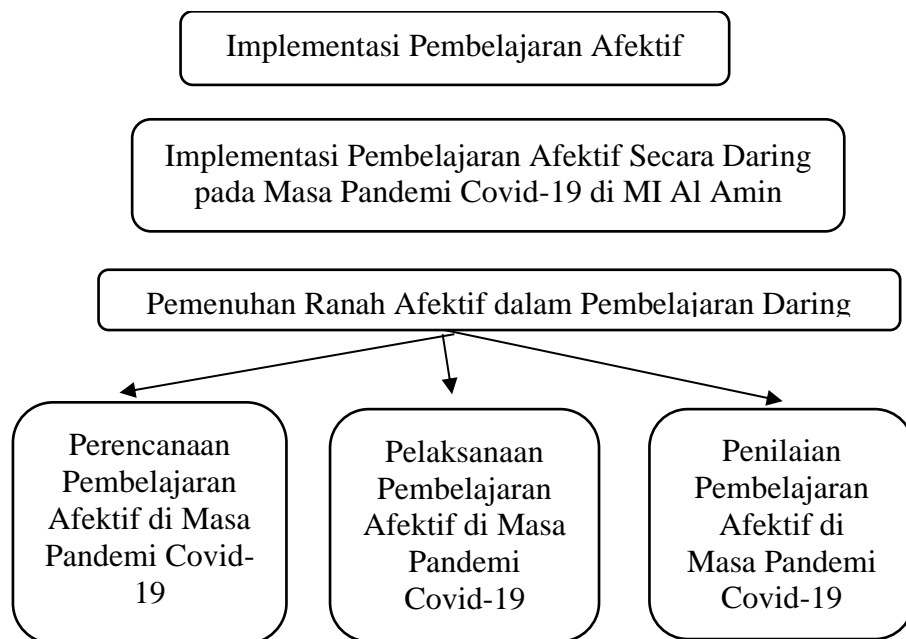 Implementasi Pembelajaran Afektif
Implementasi Pembelajaran Afektif Secara Daring
pada Masa Pandemi Covid-19 di MI Al Amin
Pemenuhan Ranah Afektif dalam Pembelajaran Daring
Perencanaan
Pembelajaran
Afektif di Masa
Pandemi Covid-
19
Pelaksanaan
Pembelajaran
Afektif di Masa
Pandemi
Covid-19
Penilaian
Pembelajaran
Afektif di
Masa Pandemi
Covid-19